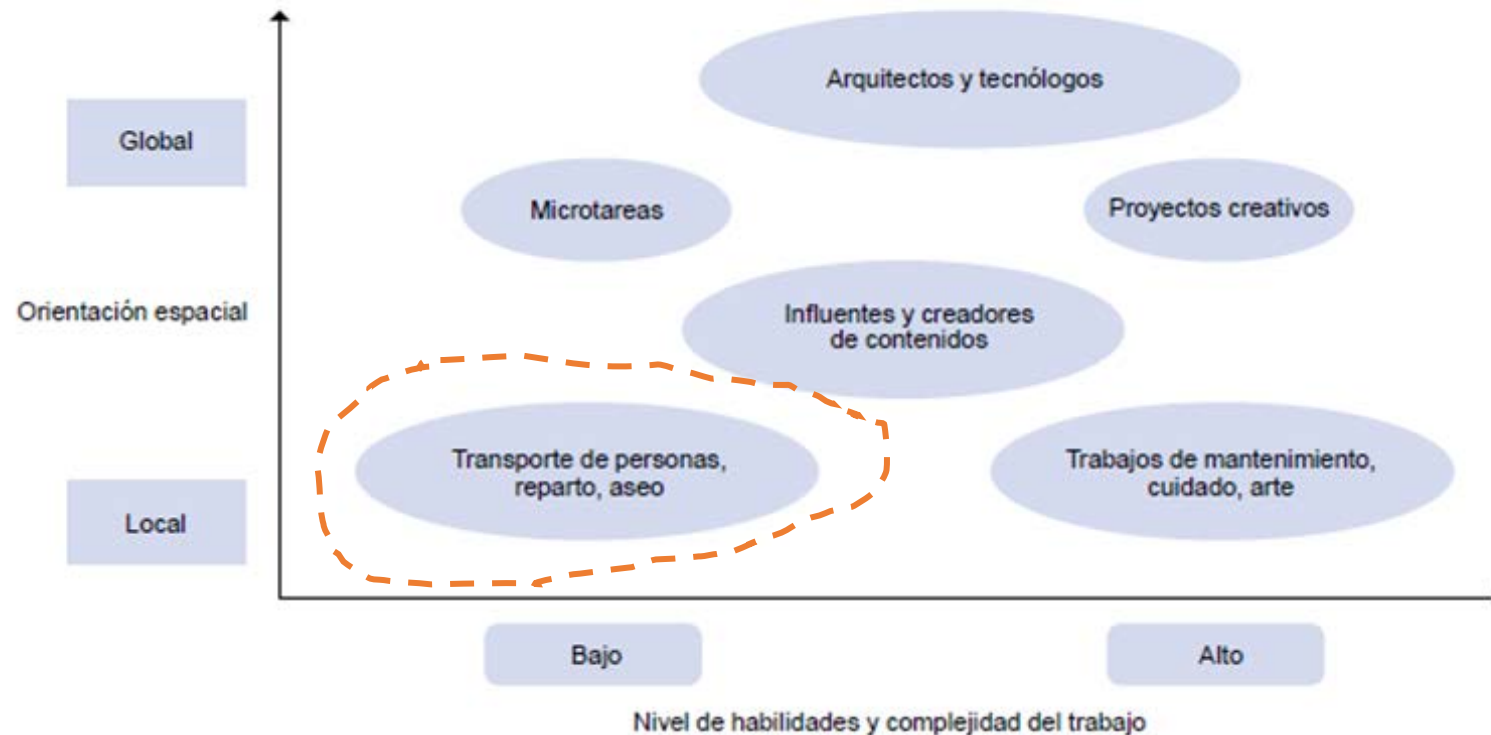 Arquitectos y tecnólogos
Global
Microtareas
Proyectos creativos
Orientación espacial
Influentes y creadores
de contenidos
Transporte de personas,
reparto, aseo
Trabajos de mantenimiento,
cuidado, arte
Local
Bajo
Alto
Nivel de habilidades y complejidad del trabajo